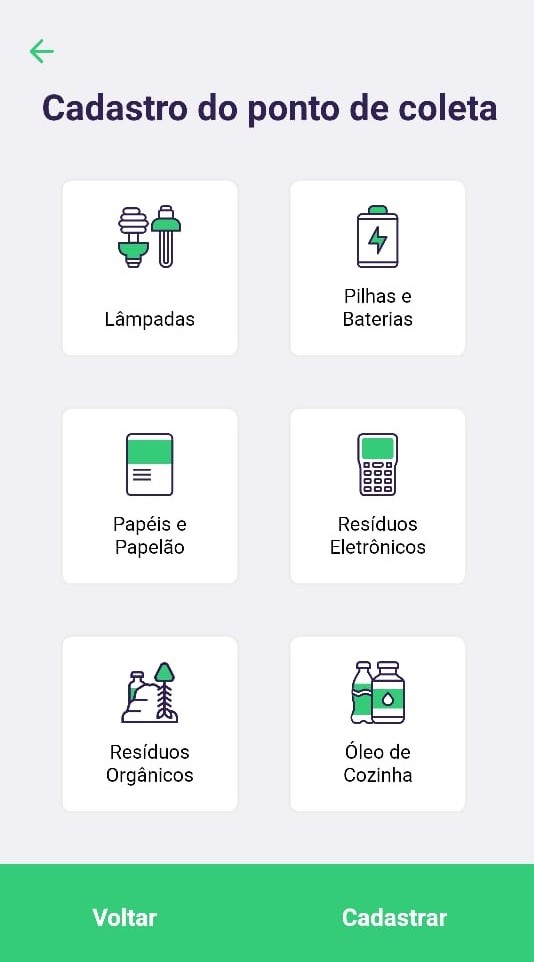 Cadastro do ponto de coleta
Lâmpadas
Pilhas e
Baterias
Papéis e
Papelão
Resíduos
Eletrônicos
Resíduos
Orgânicos
Óleo de
Cozinha
Voltar
Cadastrar